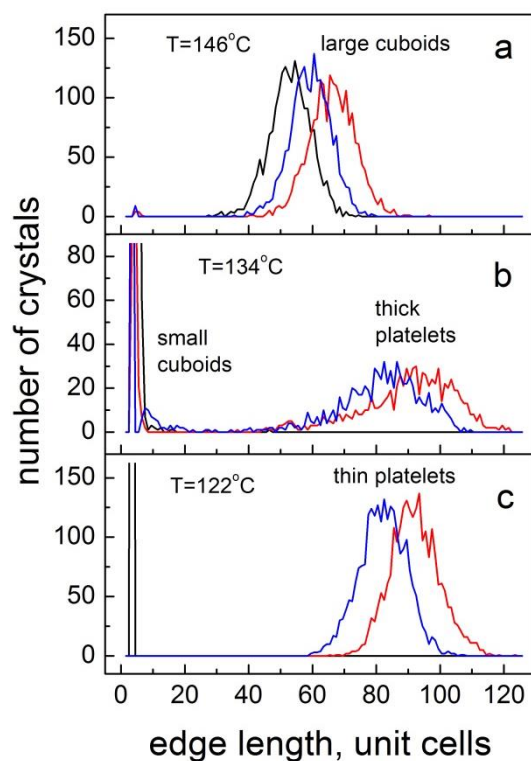 150
100
50
0
T=146°C
large cuboids
a
80
60
40
20
0
T=134°C
small
cuboids
thick
platelets
b
150
100
50
0
T=122°C
thin platelets
c
number of crystals
0 20 40 60 80 100 120
edge length, unit cells